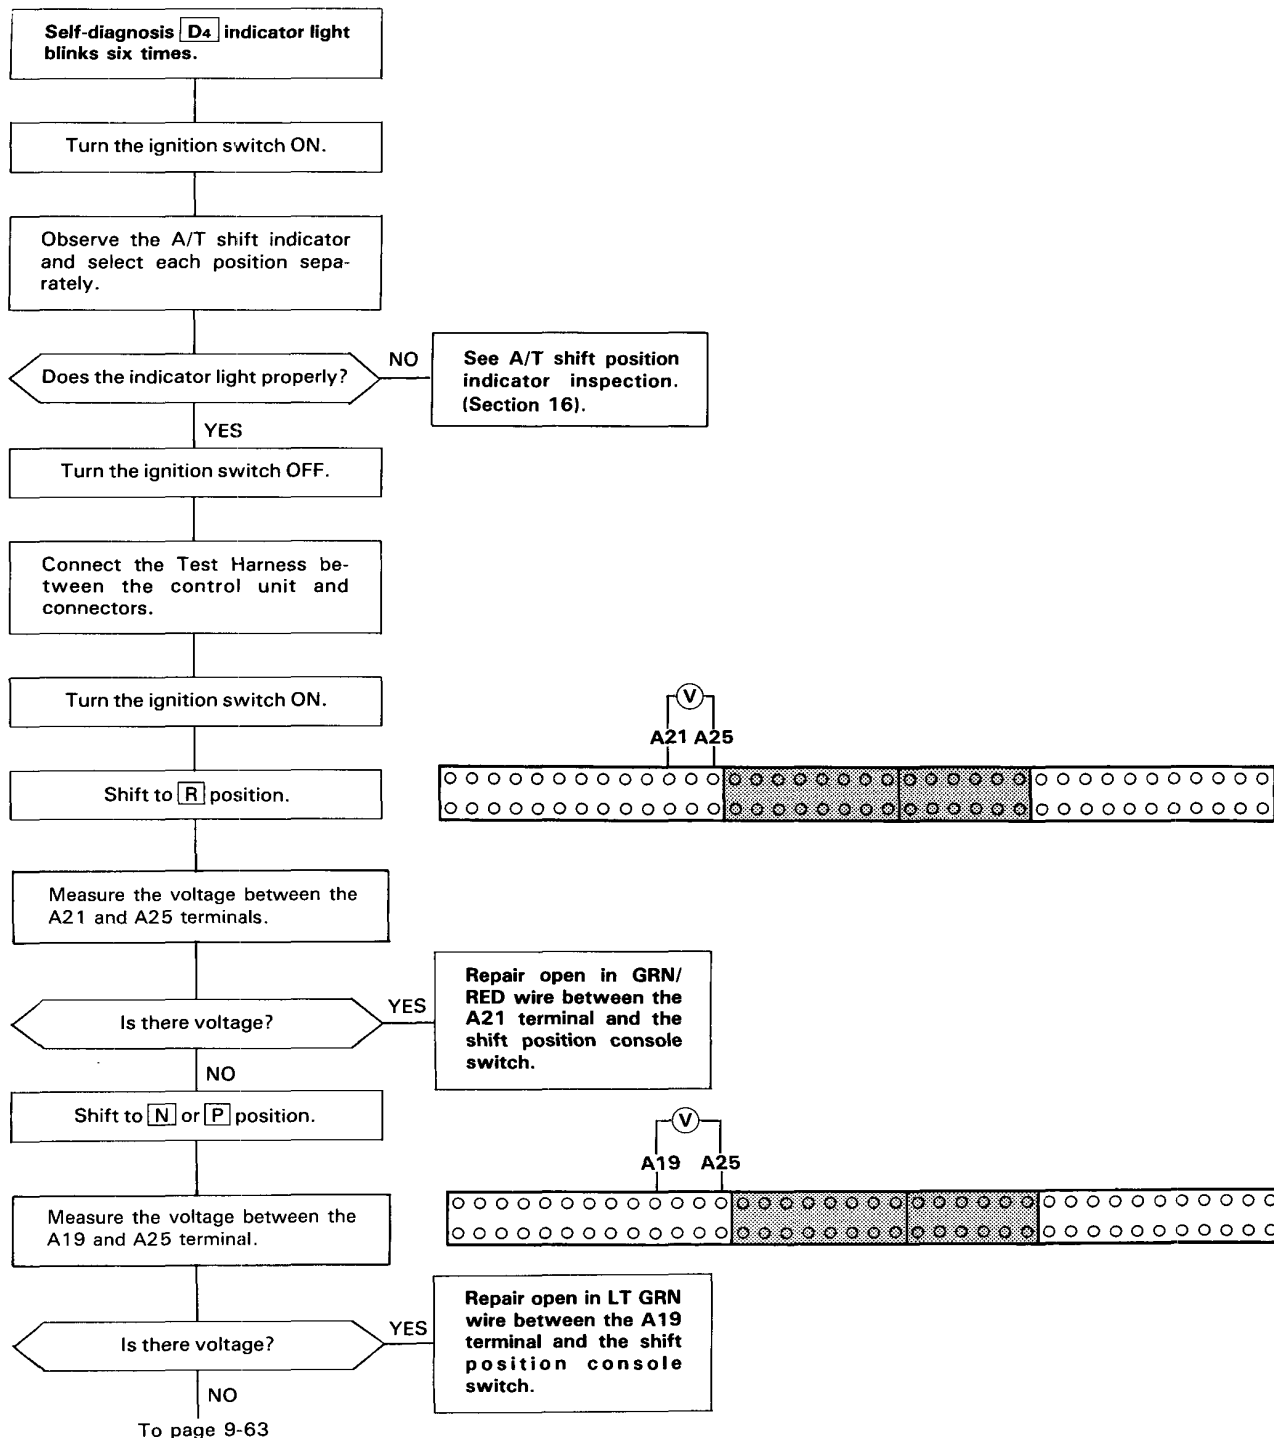 Self-diagnosis D4 indicator light
blinks six times.
Turn the ignition switch ON.
Observe the A/T shift indicator
and select each position sepa-
rately.
Does the indicator light properly?
NO
See A/T shift position
indicator inspection.
(Section 16).
YES
Turn the ignition switch OFF.
Connect the Test Harness be-
tween the control unit and
connectors.
Turn the ignition switch ON.
V
A21 A25
Shift to R position.
Measure the voltage between the
A21 and A25 terminals.
Is there voltage?
YES
Repair open in GRN/
RED wire between the
A21 terminal and the
shift position console
switch.
NO
Shift to N or P position.
V
A19 A25
Measure the voltage between the
A19 and A25 terminal.
Is there voltage?
YES
Repair open in LT GRN
wire between the A19
terminal and the shift
position console
switch.
NO
To page 9-63